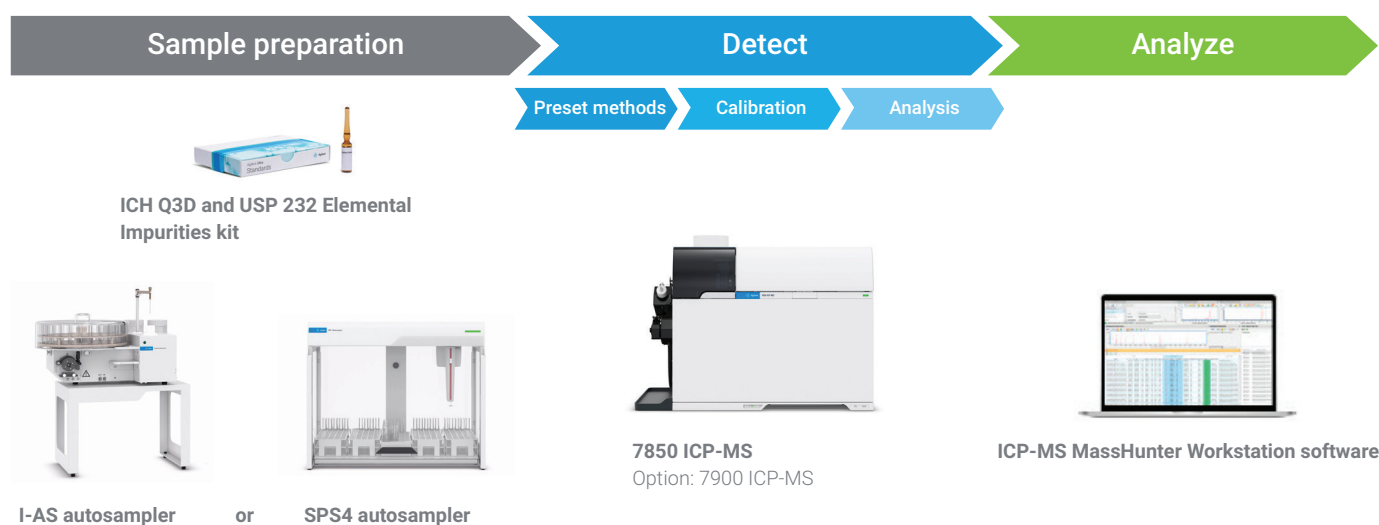 Sample preparation
Detect
Analyze
Preset methods
Calibration
Analysis
Standards
ICH Q3D and USP 232 Elemental
Impurities kit
7850 ICP-MS
Option: 7900 ICP-MS
ICP-MS MassHunter Workstation software
I-AS autosampler or SPS4 autosampler